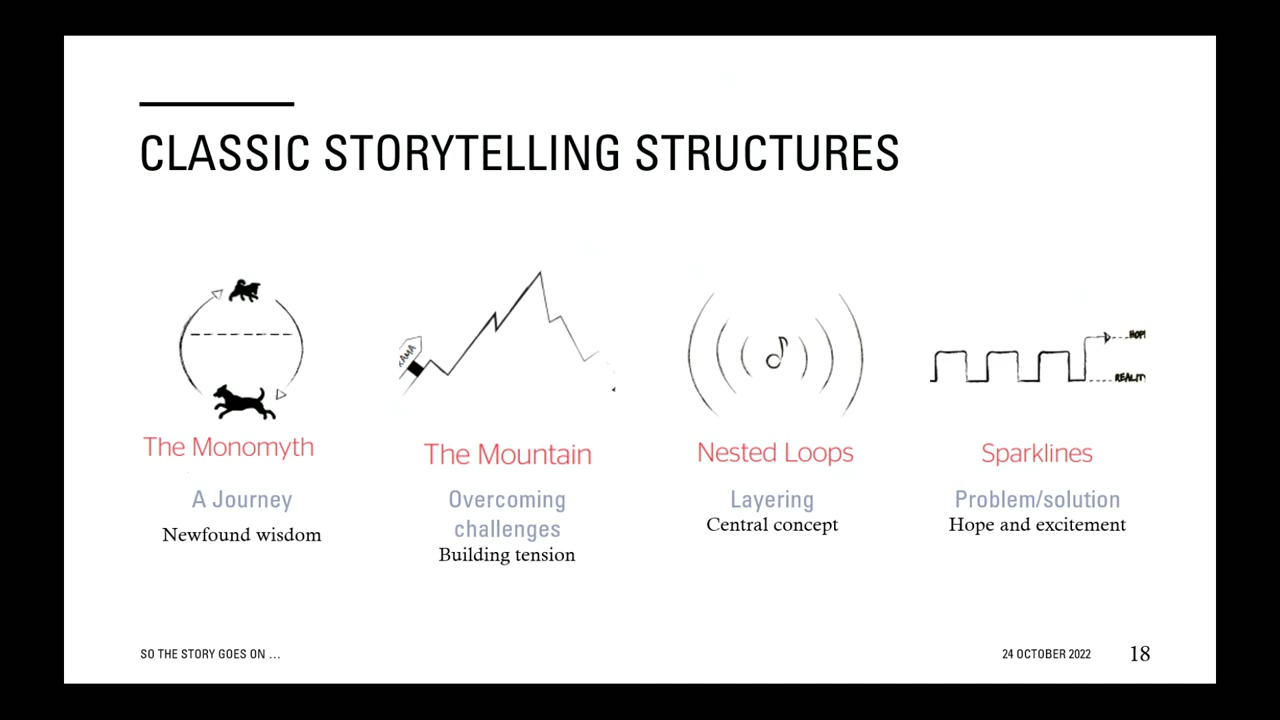 CLASSIC STORYTELLING STRUCTURES
The Monomyth
A Journey
Newfound wisdom
The Mountain
Overcoming
challenges
Building tension
Nested Loops
Layering
Central concept
Sparklines
Problem/solution
Hope and excitement
SO THE STORY GOES ON ...
24 OCTOBER 2022
18